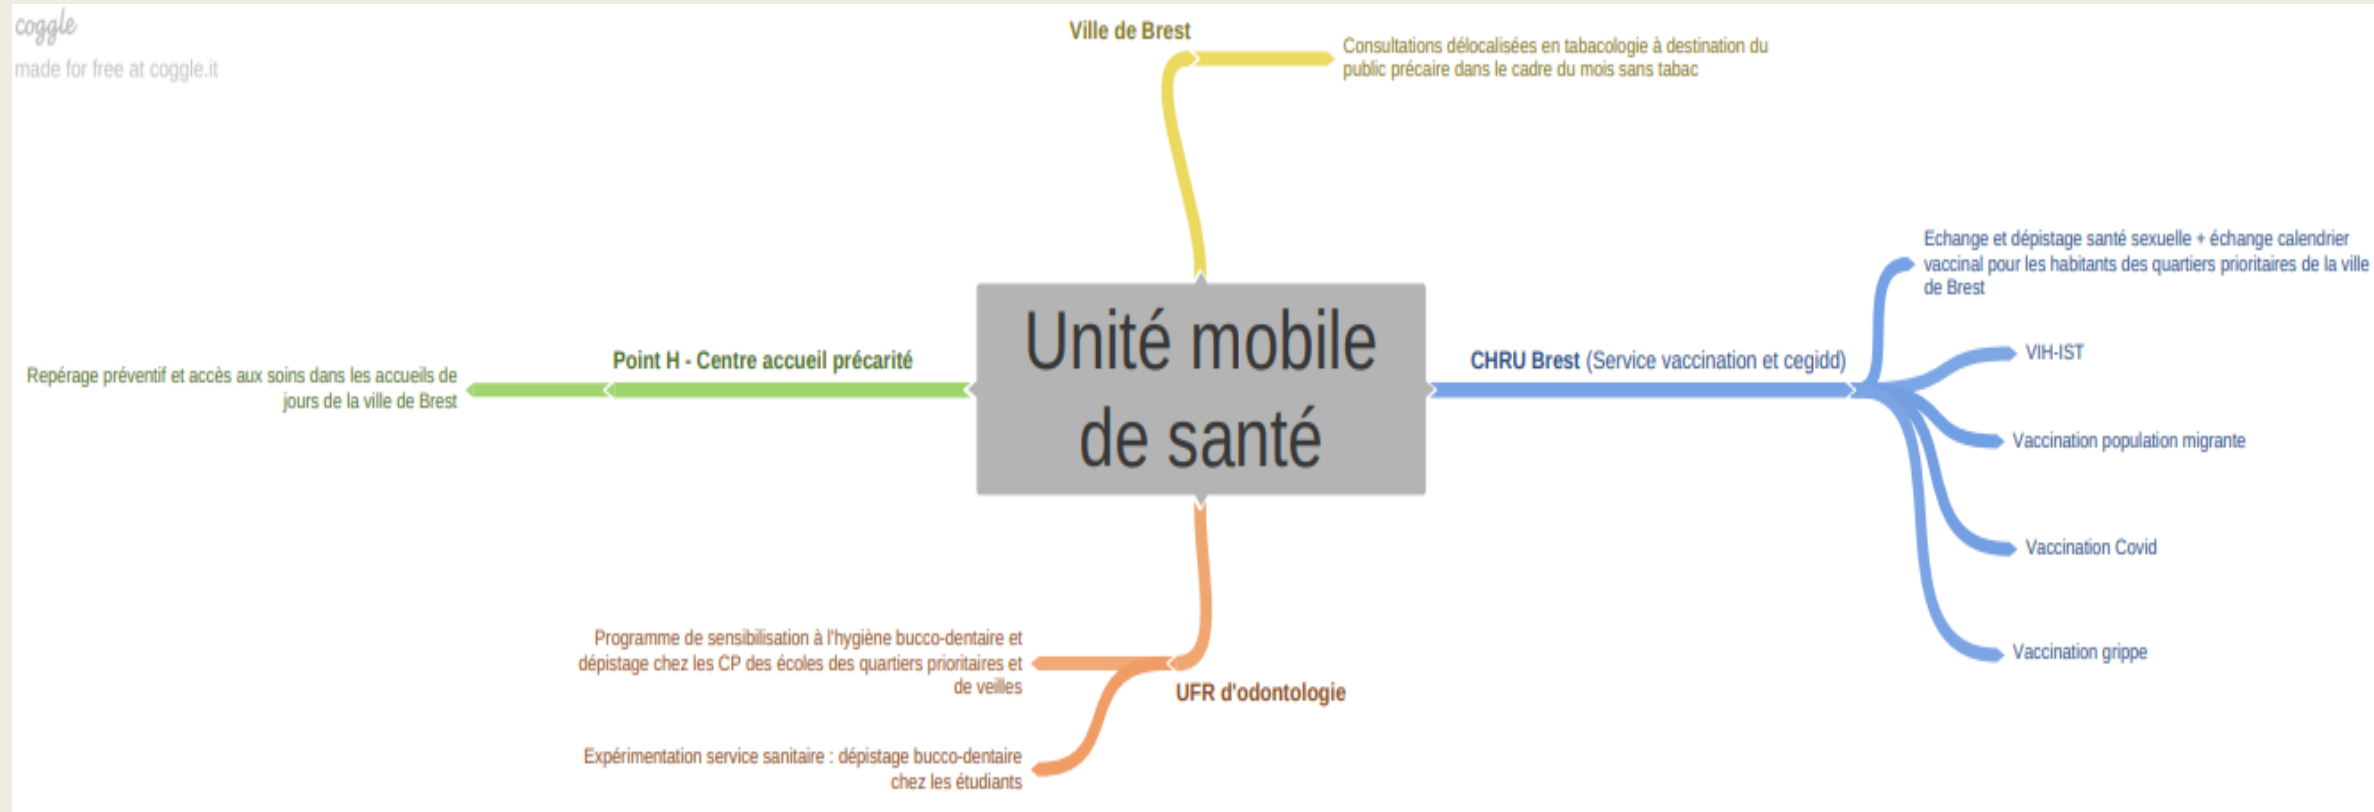 coggle
made for free at coggle.it
Ville de Brest
Consultations délocalisées en tabacologie à destination du
public précaire dans le cadre du mois sans tabac
Unité mobile
de santé
CHRU Brest (Service vaccination et cegidd)
Echange et dépistage santé sexuelle + échange calendrier
vaccinal pour les habitants des quartiers prioritaires de la ville
de Brest
VIH-IST
Vaccination population migrante
Vaccination Covid
Vaccination grippe
Point H - Centre accueil précarité
Repérage préventif et accès aux soins dans les accueils de
jours de la ville de Brest
UFR d'odontologie
Programme de sensibilisation à l'hygiène bucco-dentaire et
dépistage chez les CP des écoles des quartiers prioritaires et
de veilles
Expérimentation service sanitaire : dépistage bucco-dentaire
chez les étudiants